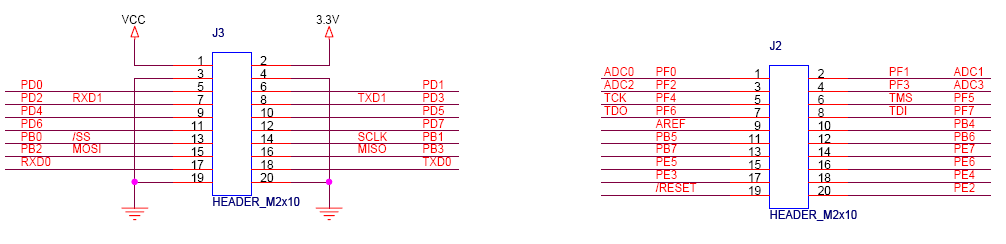 VCC 3.3V
J3
1 2
3 4
PD0 5 6 PD1
PD2 RXD1 7 8 TXD1 PD3
PD4 9 10 PD5
PD6 11 12 PD7
PB0 /SS 13 14 SCLK PB1
PB2 MOSI 15 16 MISO PB3
RXD0 17 18 TXD0
19 20
HEADER_M2x10
J2
ADC0 PF0 1 2 PF1 ADC1
ADC2 PF2 3 4 PF3 ADC3
TCK PF4 5 6 TMS PF5
TDO PF6 7 8 TDI PF7
AREF 9 10 PB4
PB5 11 12 PB6
PB7 13 14 PE7
PE5 15 16 PE6
PE3 17 18 PE4
/RESET 19 20 PE2
HEADER_M2x10